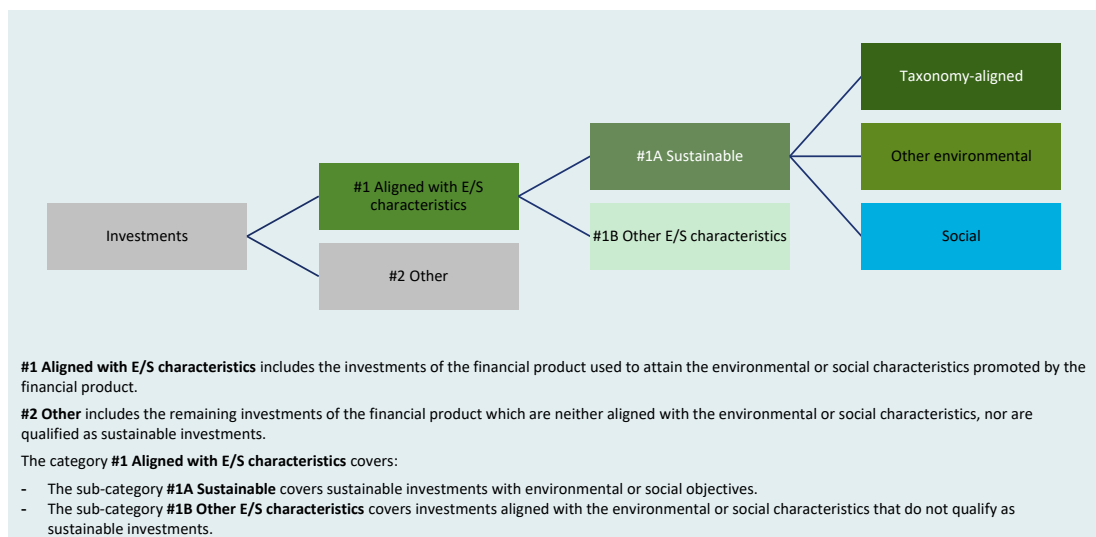 Taxonomy-aligned
#1A Sustainable
Other environmental
#1 Aligned with E/S
characteristics
Investments
#1B Other E/S characteristics
Social
#2 Other
#1 Aligned with E/S characteristics includes the investments of the financial product used to attain the environmental or social characteristics promoted by the
financial product.
#2 Other includes the remaining investments of the financial product which are neither aligned with the environmental or social characteristics, nor are
qualified as sustainable investments.
The category #1 Aligned with E/S characteristics covers:
- The sub-category #1A Sustainable covers sustainable investments with environmental or social objectives.
- The sub-category #1B Other E/S characteristics covers investments aligned with the environmental or social characteristics that do not qualify as
sustainable investments.